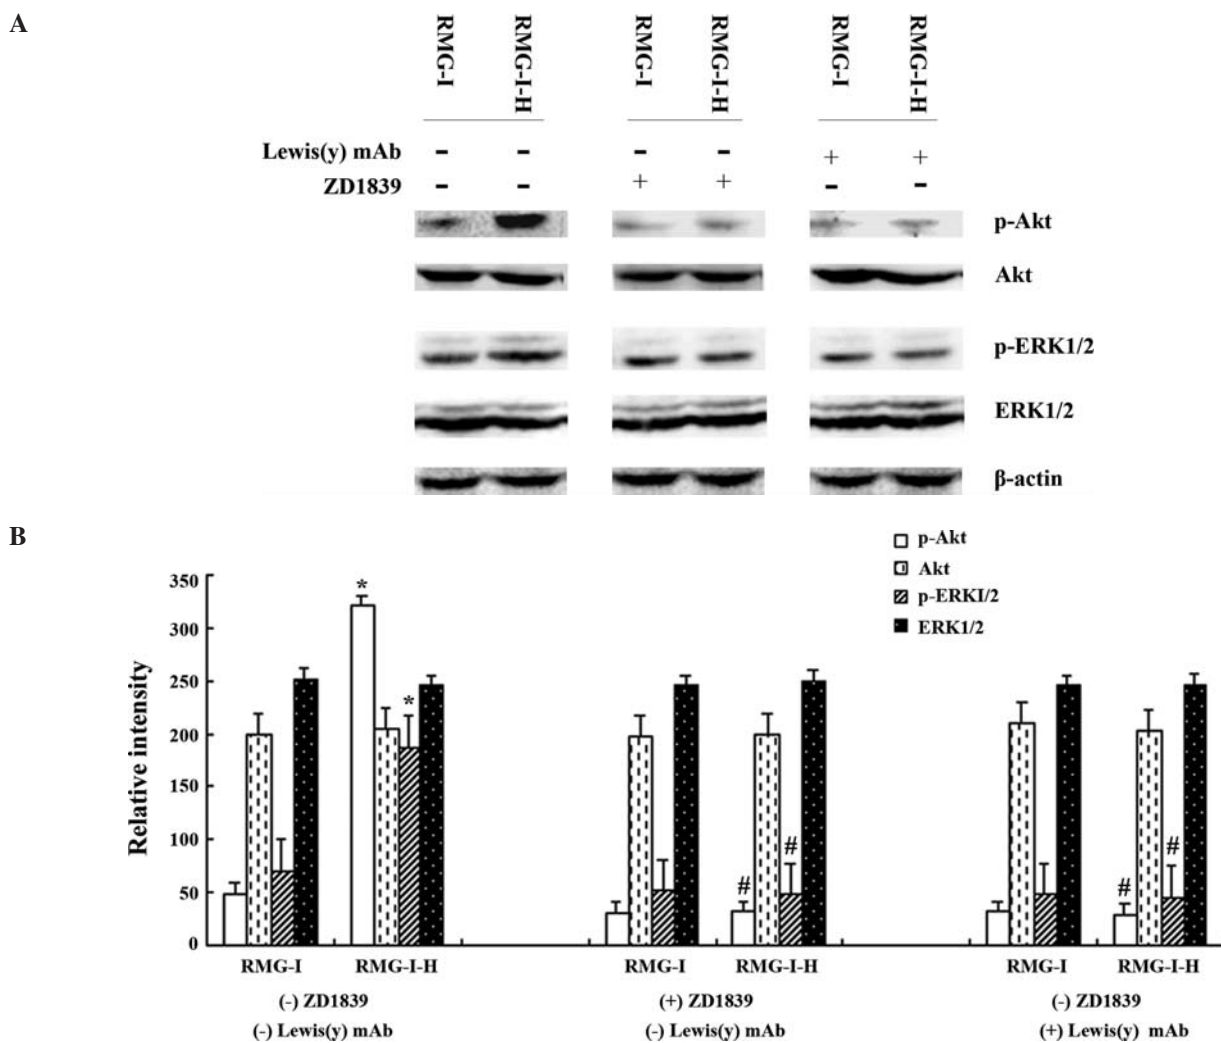 A
RMG-I RMG-I-H RMG-I RMG-I-H RMG-I RMG-I-H
Lewis(y) mAb - - - - + +
ZD1839 - - + + - -
p-Akt
Akt
p-ERK1/2
ERK1/2
β-actin
B
p-Akt
Akt
p-ERKI/2
ERK1/2
Relative intensity
350
300
250
200
150
100
50
0
* * # # # #
RMG-I RMG-I-H RMG-I RMG-I-H RMG-I RMG-I-H
(-) ZD1839 (+) ZD1839 (-) ZD1839
(-) Lewis(y) mAb (-) Lewis(y) mAb (+) Lewis(y) mAb